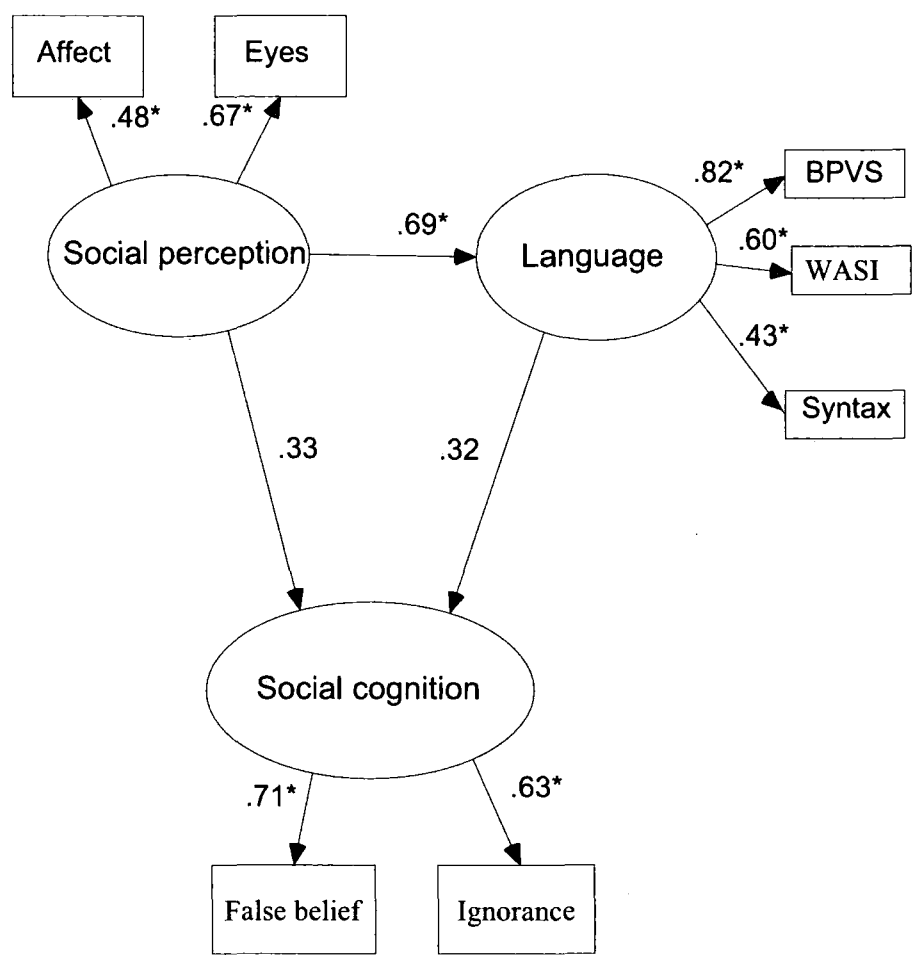 Affect
Eyes
.48*
.67*
BPVS
.82*
Social perception
.69*
Language
.60*
WASI
.43*
Syntax
.33
.32
Social cognition
.71*
.63*
False belief
Ignorance